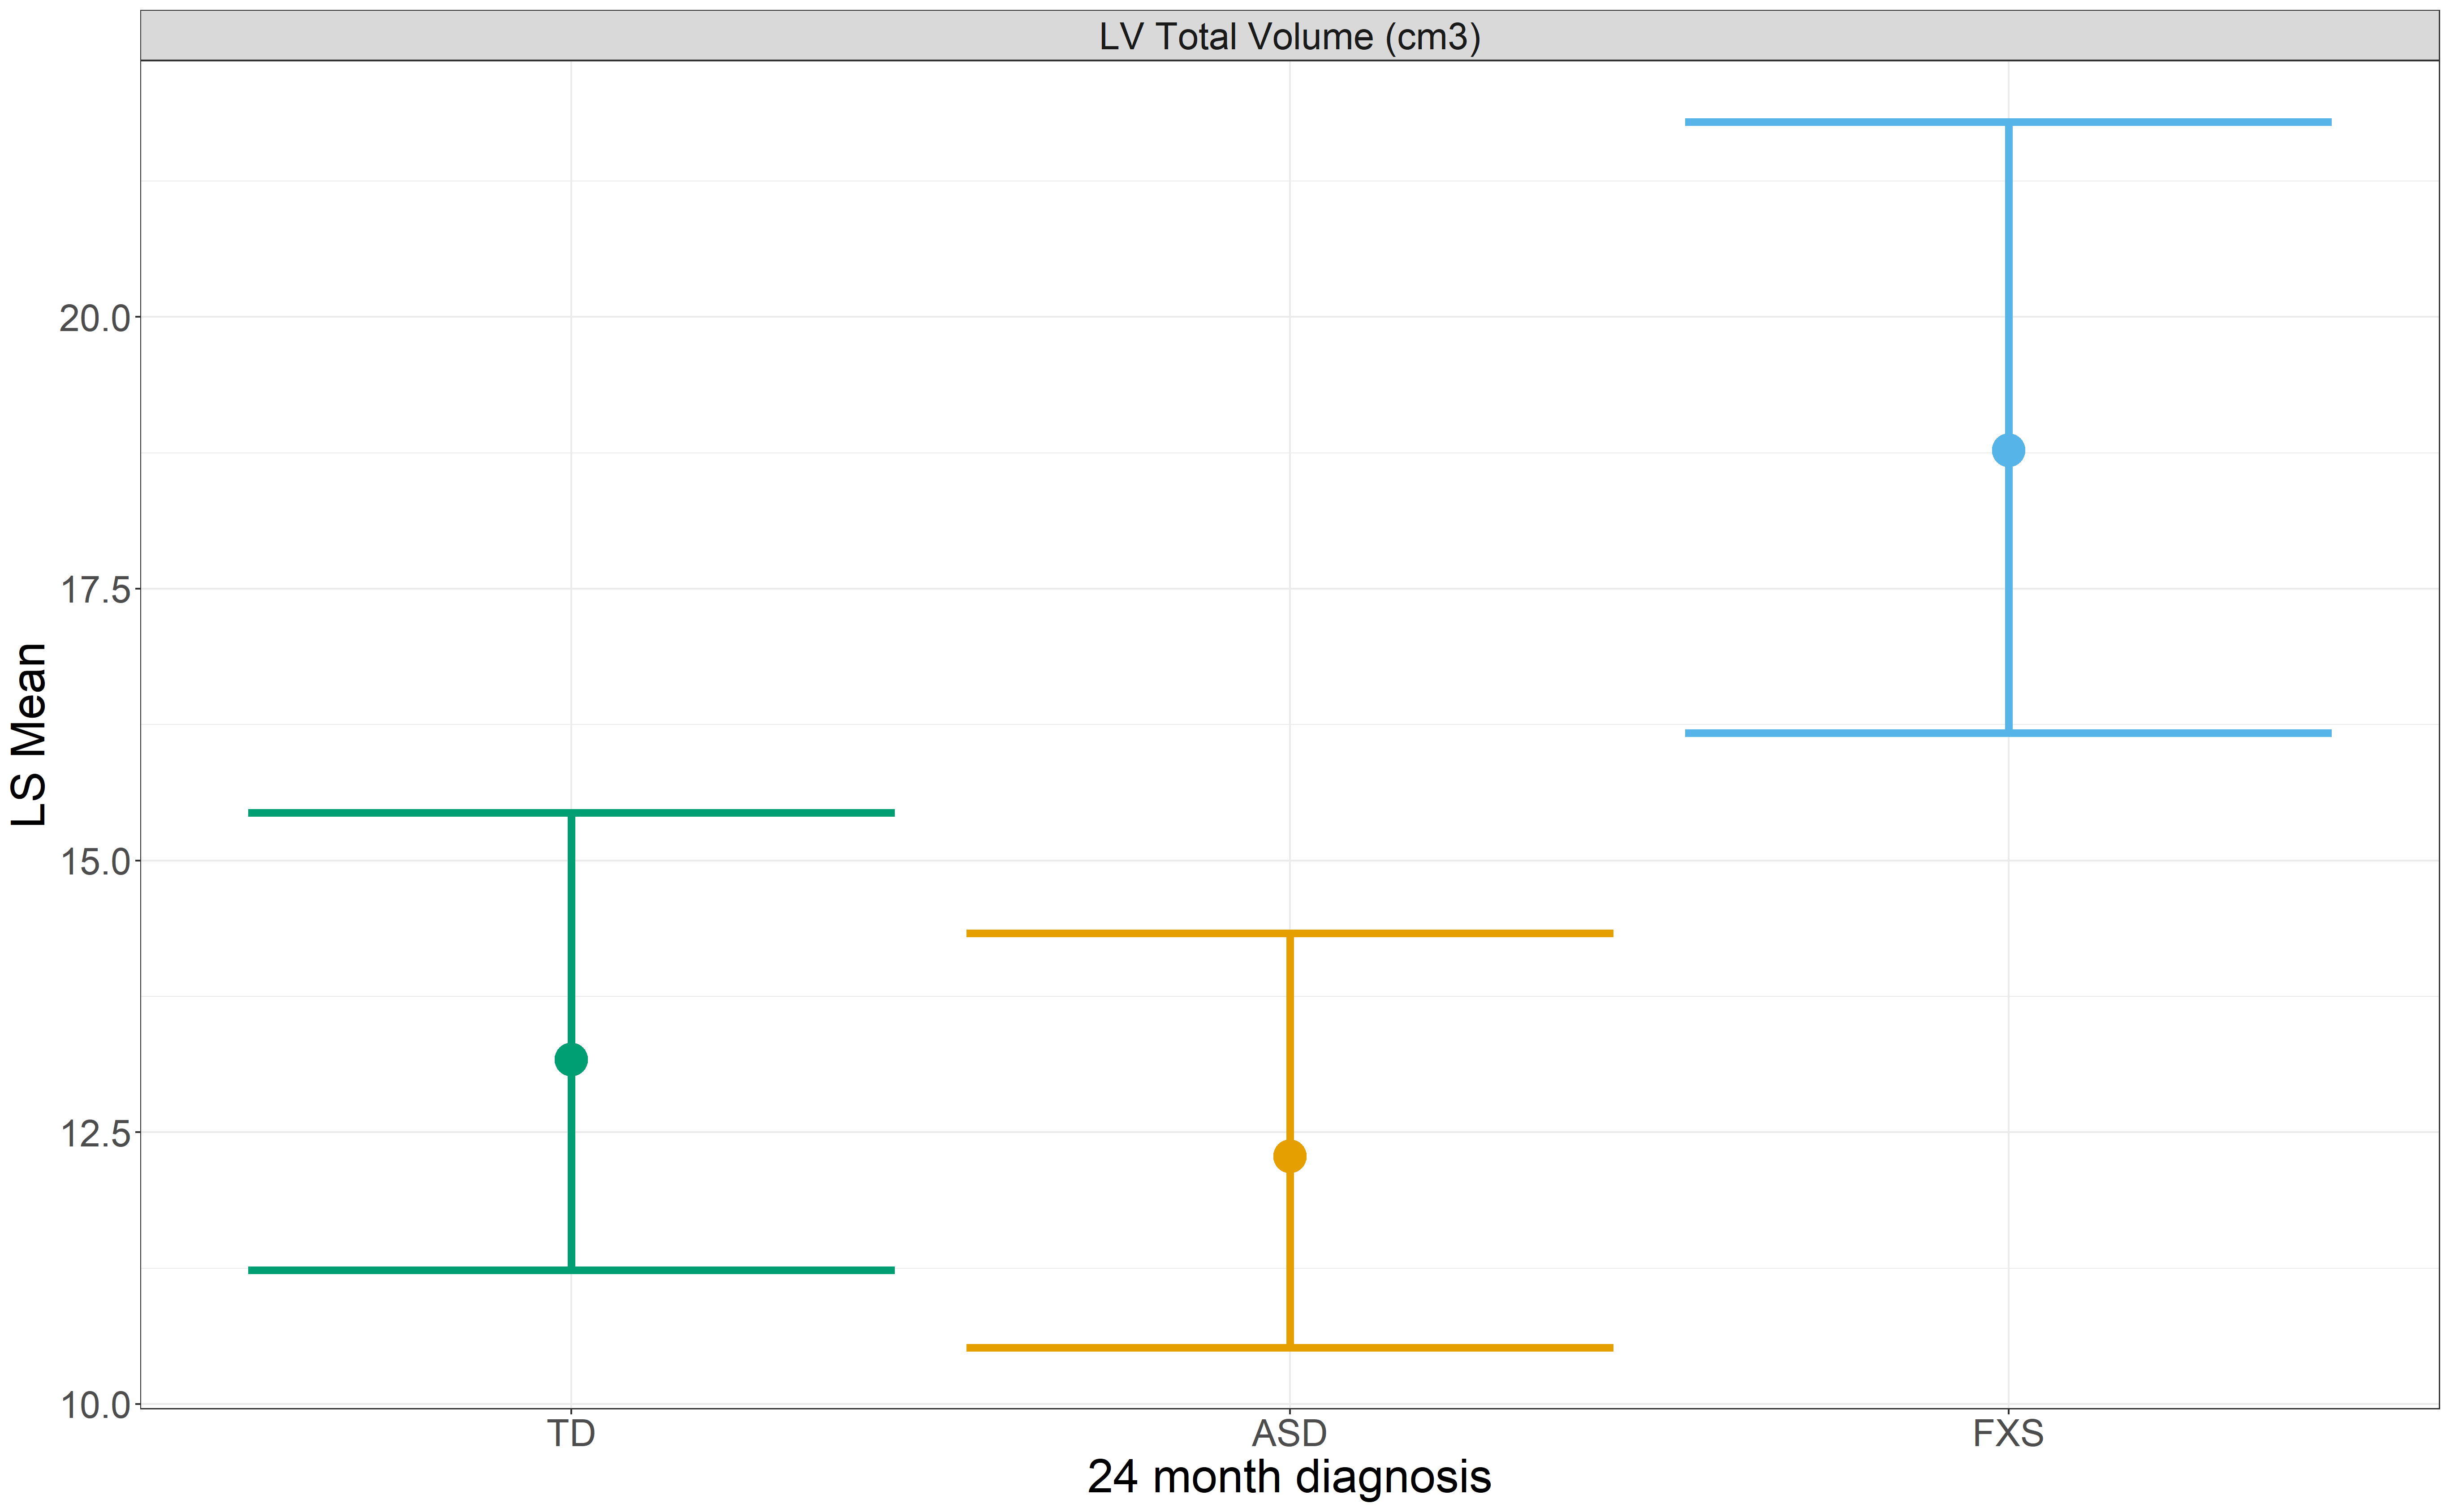 LV Total Volume (cm3)
LS Mean
20.0
17.5
15.0
12.5
10.0
TD ASD FXS
24 month diagnosis